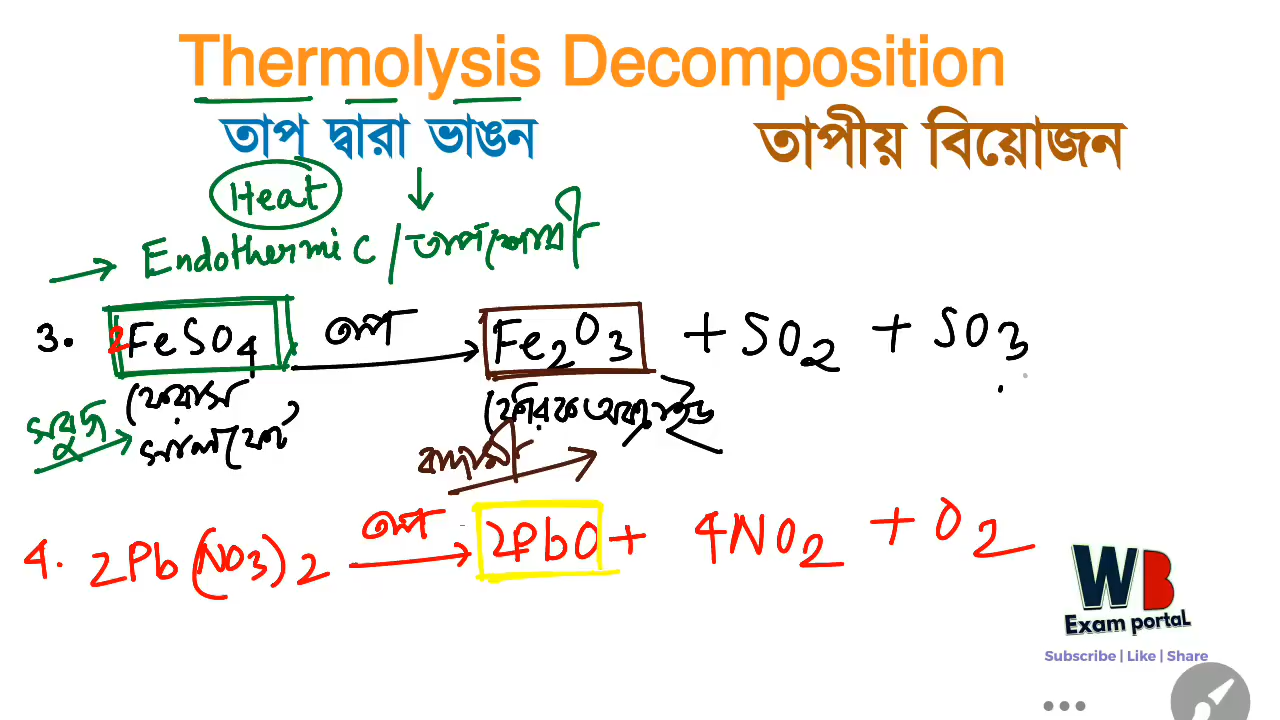 Thermolysis Decomposition
তাপ দ্বারা ভাঙন
তাপীয় বিয়োজন
Heat
Endothermic / তাপশোষী
3. 2FeSO4 তাপ Fe2O3 + SO2 + SO3
ফেরাস
ফেরিক অক্সাইড
সবুজ
বাদামী
4. 2Pb(NO3)2 তাপ 2PbO + 4NO2 + O2
WB
Exam portal
Subscribe | Like | Share